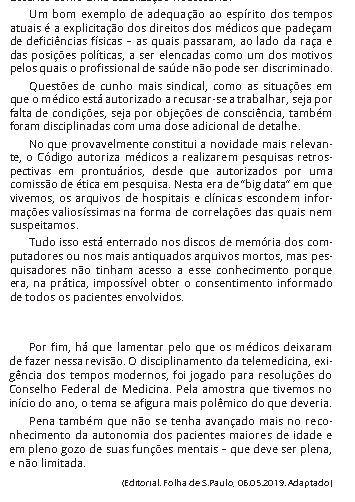 Um bom exemplo de adequação ao espírito dos tempos
atuais é a explicitação dos direitos dos médicos que padeçam
de deficiências físicas – as quais passaram, ao lado da raça e
das posições políticas, a ser elencadas como um dos motivos
pelos quais o profissional de saúde não pode ser discriminado.
Questões de cunho mais sindical, como as situações em
que o médico está autorizado a recusar-se a trabalhar, seja por
falta de condições, seja por objeções de consciência, também
foram disciplinadas com uma dose adicional de detalhe.
No que provavelmente constitui a novidade mais relevan-
te, o Código autoriza médicos a realizarem pesquisas retros-
pectivas em prontuários, desde que autorizados por uma
comissão de ética em pesquisa. Nesta era de “big data” em que
vivemos, os arquivos de hospitais e clínicas escondem infor-
mações valiosíssimas na forma de correlações das quais nem
suspeitamos.
Tudo isso está enterrado nos discos de memória dos com-
putadores ou nos mais antiquados arquivos mortos, mas pes-
quisadores não tinham acesso a esse conhecimento porque
era, na prática, impossível obter o consentimento informado
de todos os pacientes envolvidos.
Por fim, há que lamentar pelo que os médicos deixaram
de fazer nessa revisão. O disciplinamento da telemedicina, exi-
gência dos tempos modernos, foi jogado para resoluções do
Conselho Federal de Medicina. Pela amostra que tivemos no
início do ano, o tema se afigura mais polêmico do que deveria.
Pena também que não se tenha avançado mais no reco-
nhecimento da autonomia dos pacientes maiores de idade e
em pleno gozo de suas funções mentais – que deve ser plena,
e não limitada.
(Editorial. Folha de S.Paulo, 06.05.2019. Adaptado)